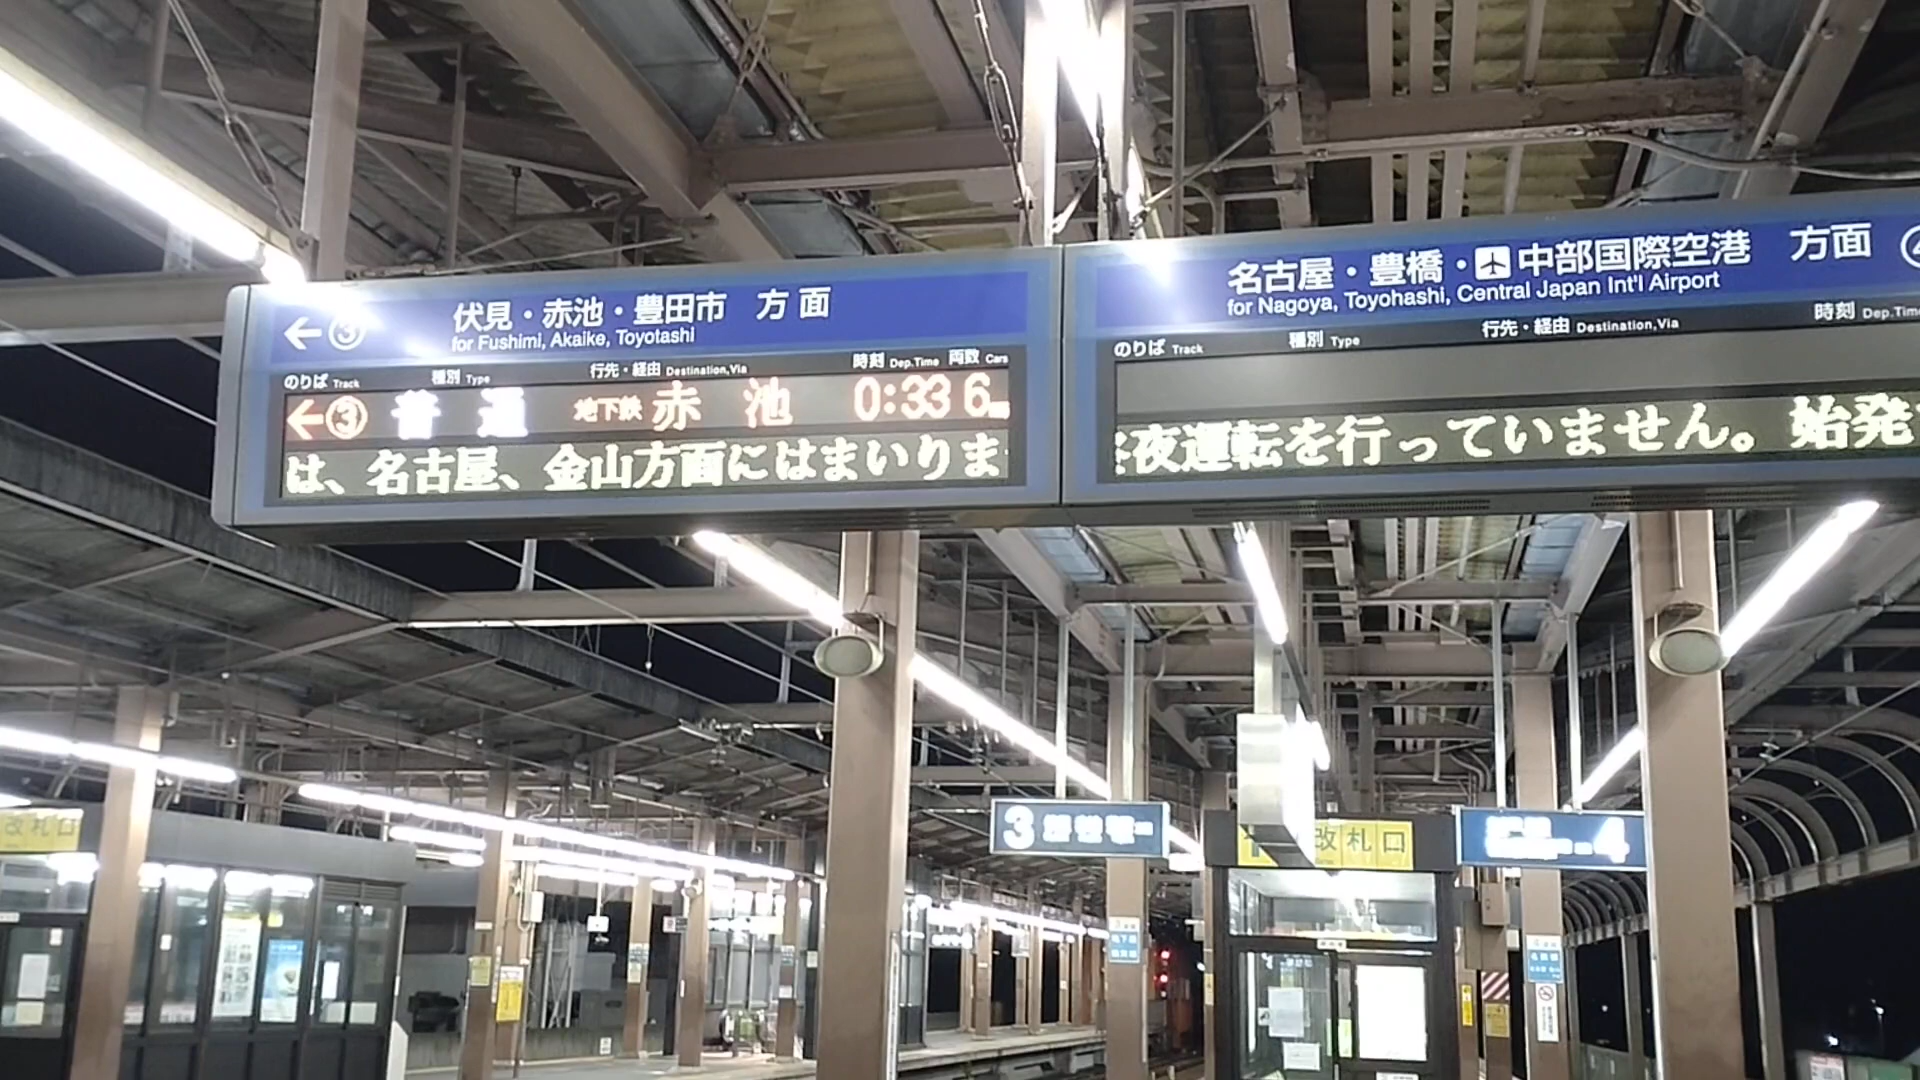 伏見・赤池・豊田市 方面
← ③
for Fushimi, Akaike, Toyotashi
のりば Track 種別 Type 行先・経由 Destination,Via 時刻 Dep.Time 両数 Cars
← ③ 普通 地下鉄 赤池 0:33 6両
は、名古屋、金山方面にはまいりま
名古屋・豊橋・中部国際空港 方面
for Nagoya, Toyohashi, Central Japan Int'l Airport
のりば Track 種別 Type 行先・経由 Destination,Via 時刻 Dep.Time
夜運転を行っていません。始発
3
4
改札口
改札口